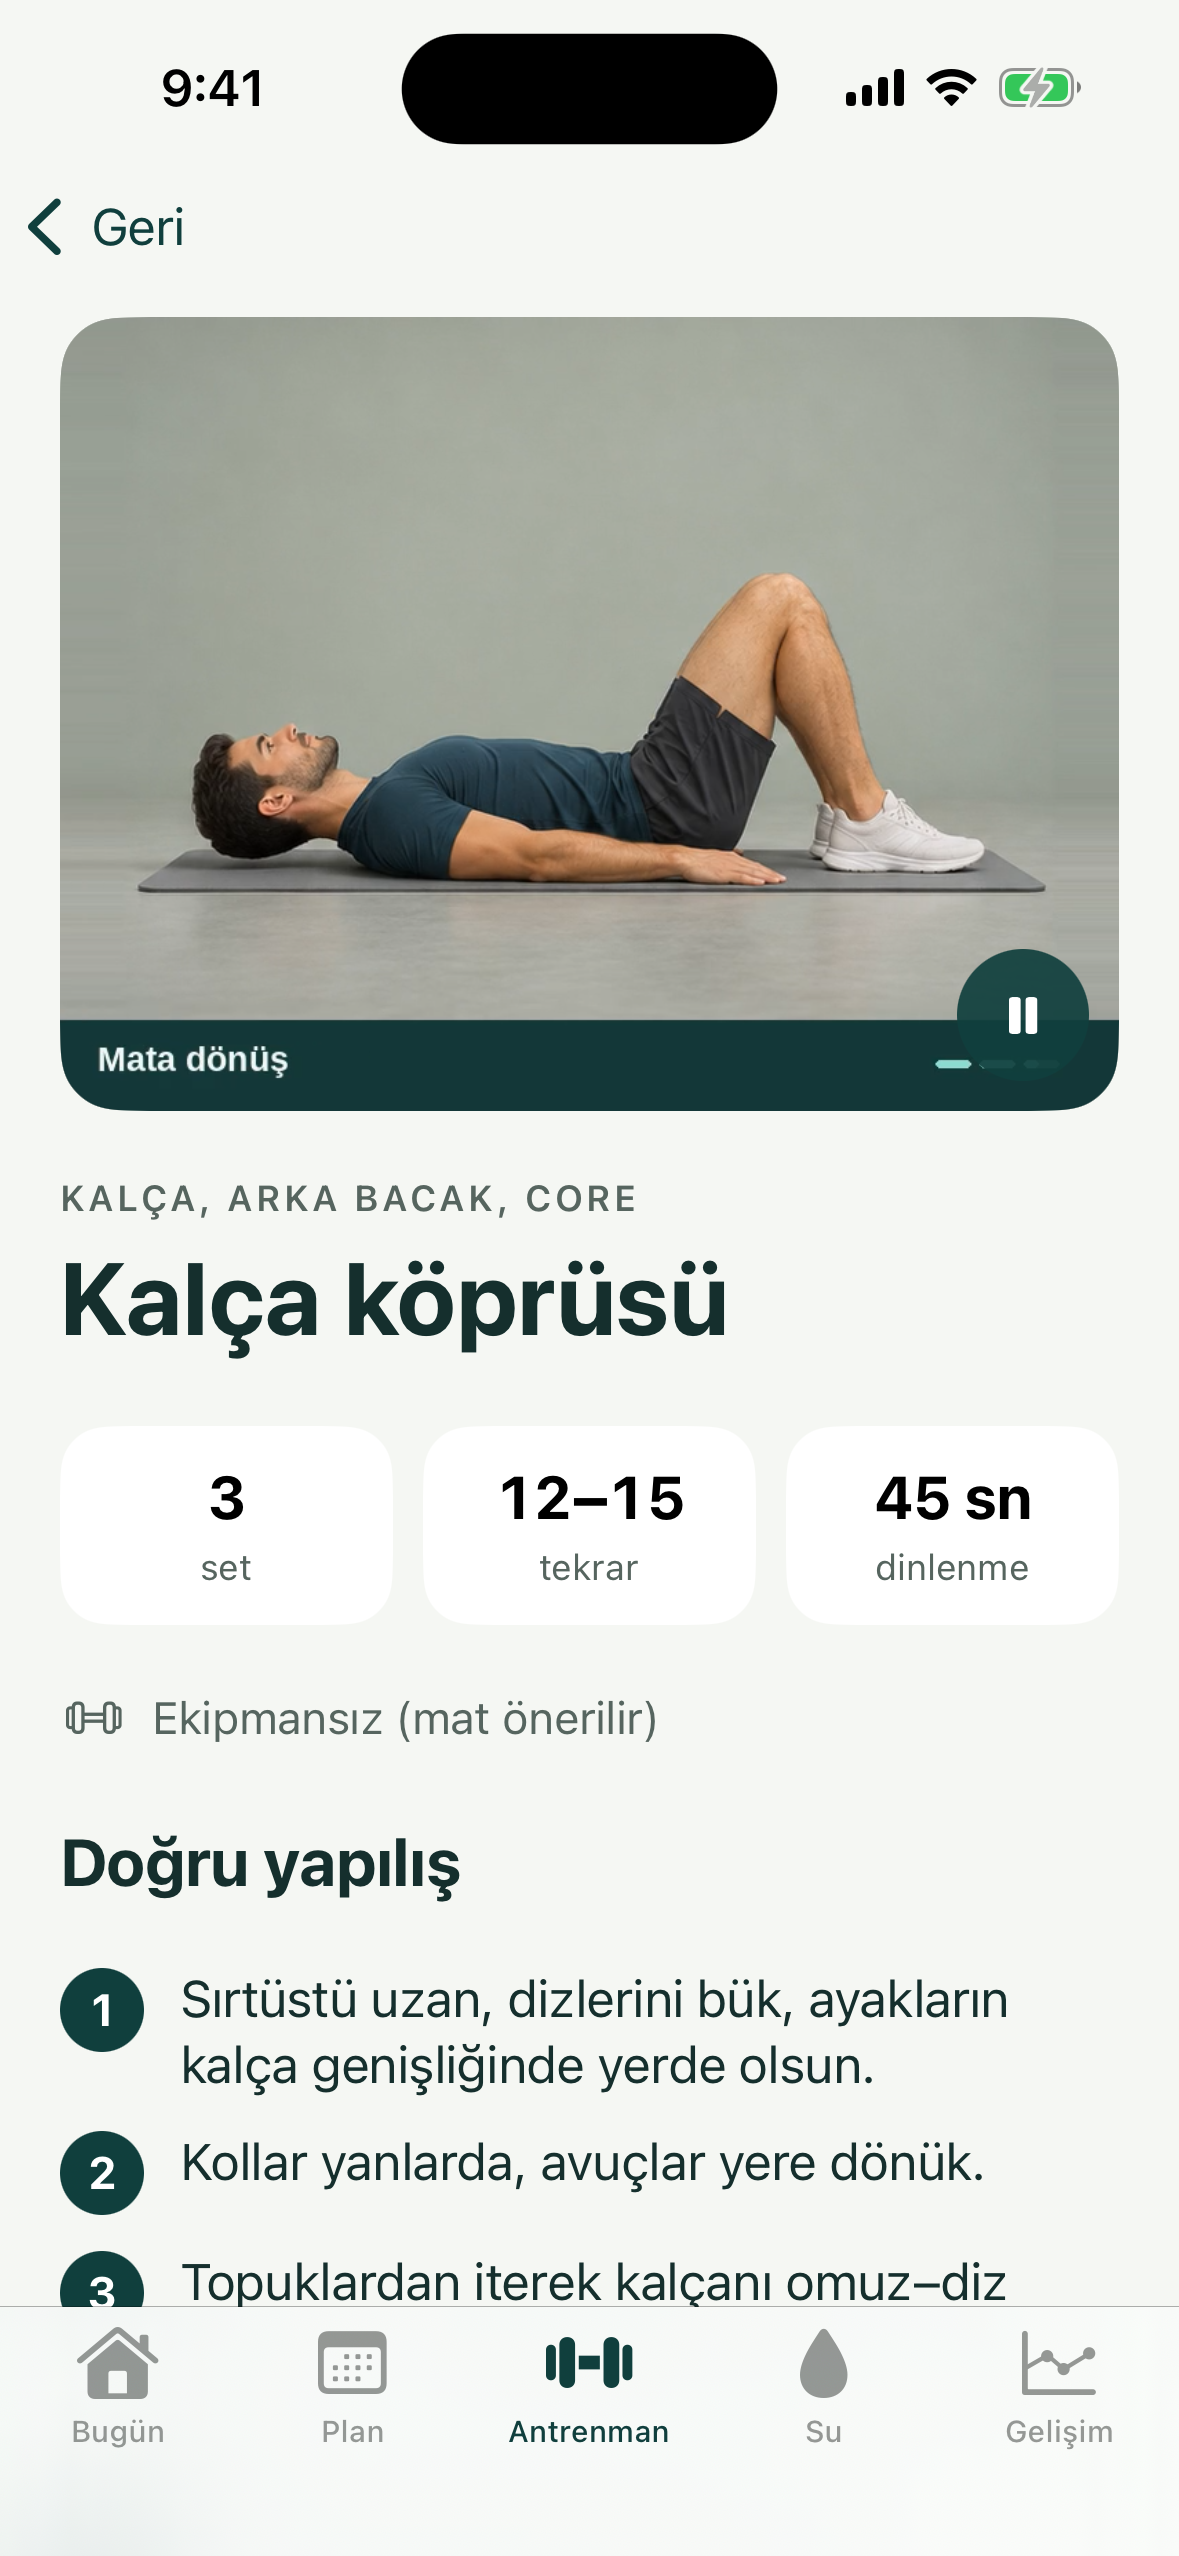 9:41
Geri
Mata dönüş
KALÇA, ARKA BACAK, CORE
Kalça köprüsü
3
set
12–15
tekrar
45 sn
dinlenme
Ekipmansız (mat önerilir)
Doğru yapılış
1
Sırtüstü uzan, dizlerini bük, ayakların
kalça genişliğinde yerde olsun.
2
Kollar yanlarda, avuçlar yere dönük.
3
Topuklardan iterek kalçanı omuz–diz
Bugün
Plan
Antrenman
Su
Gelişim